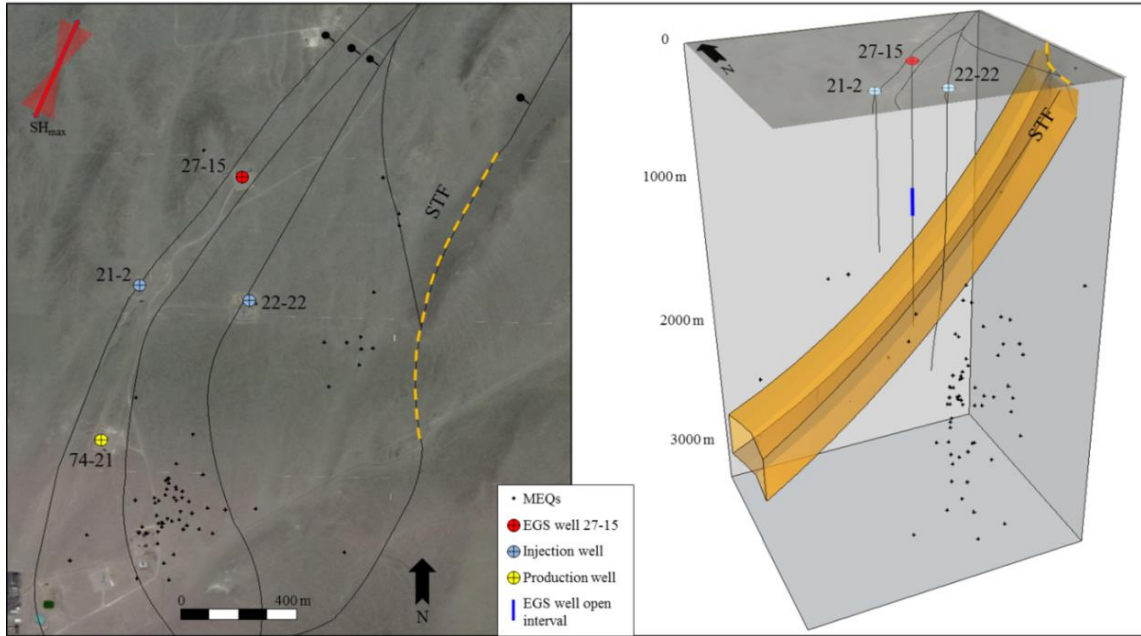 SHmax
27-15
STF
21-2
22-22
74-21
0
400 m
N
MEQs
EGS well 27-15
Injection well
Production well
EGS well open
interval
0
N
27-15
21-2
22-22
STF
1000 m
2000 m
3000 m